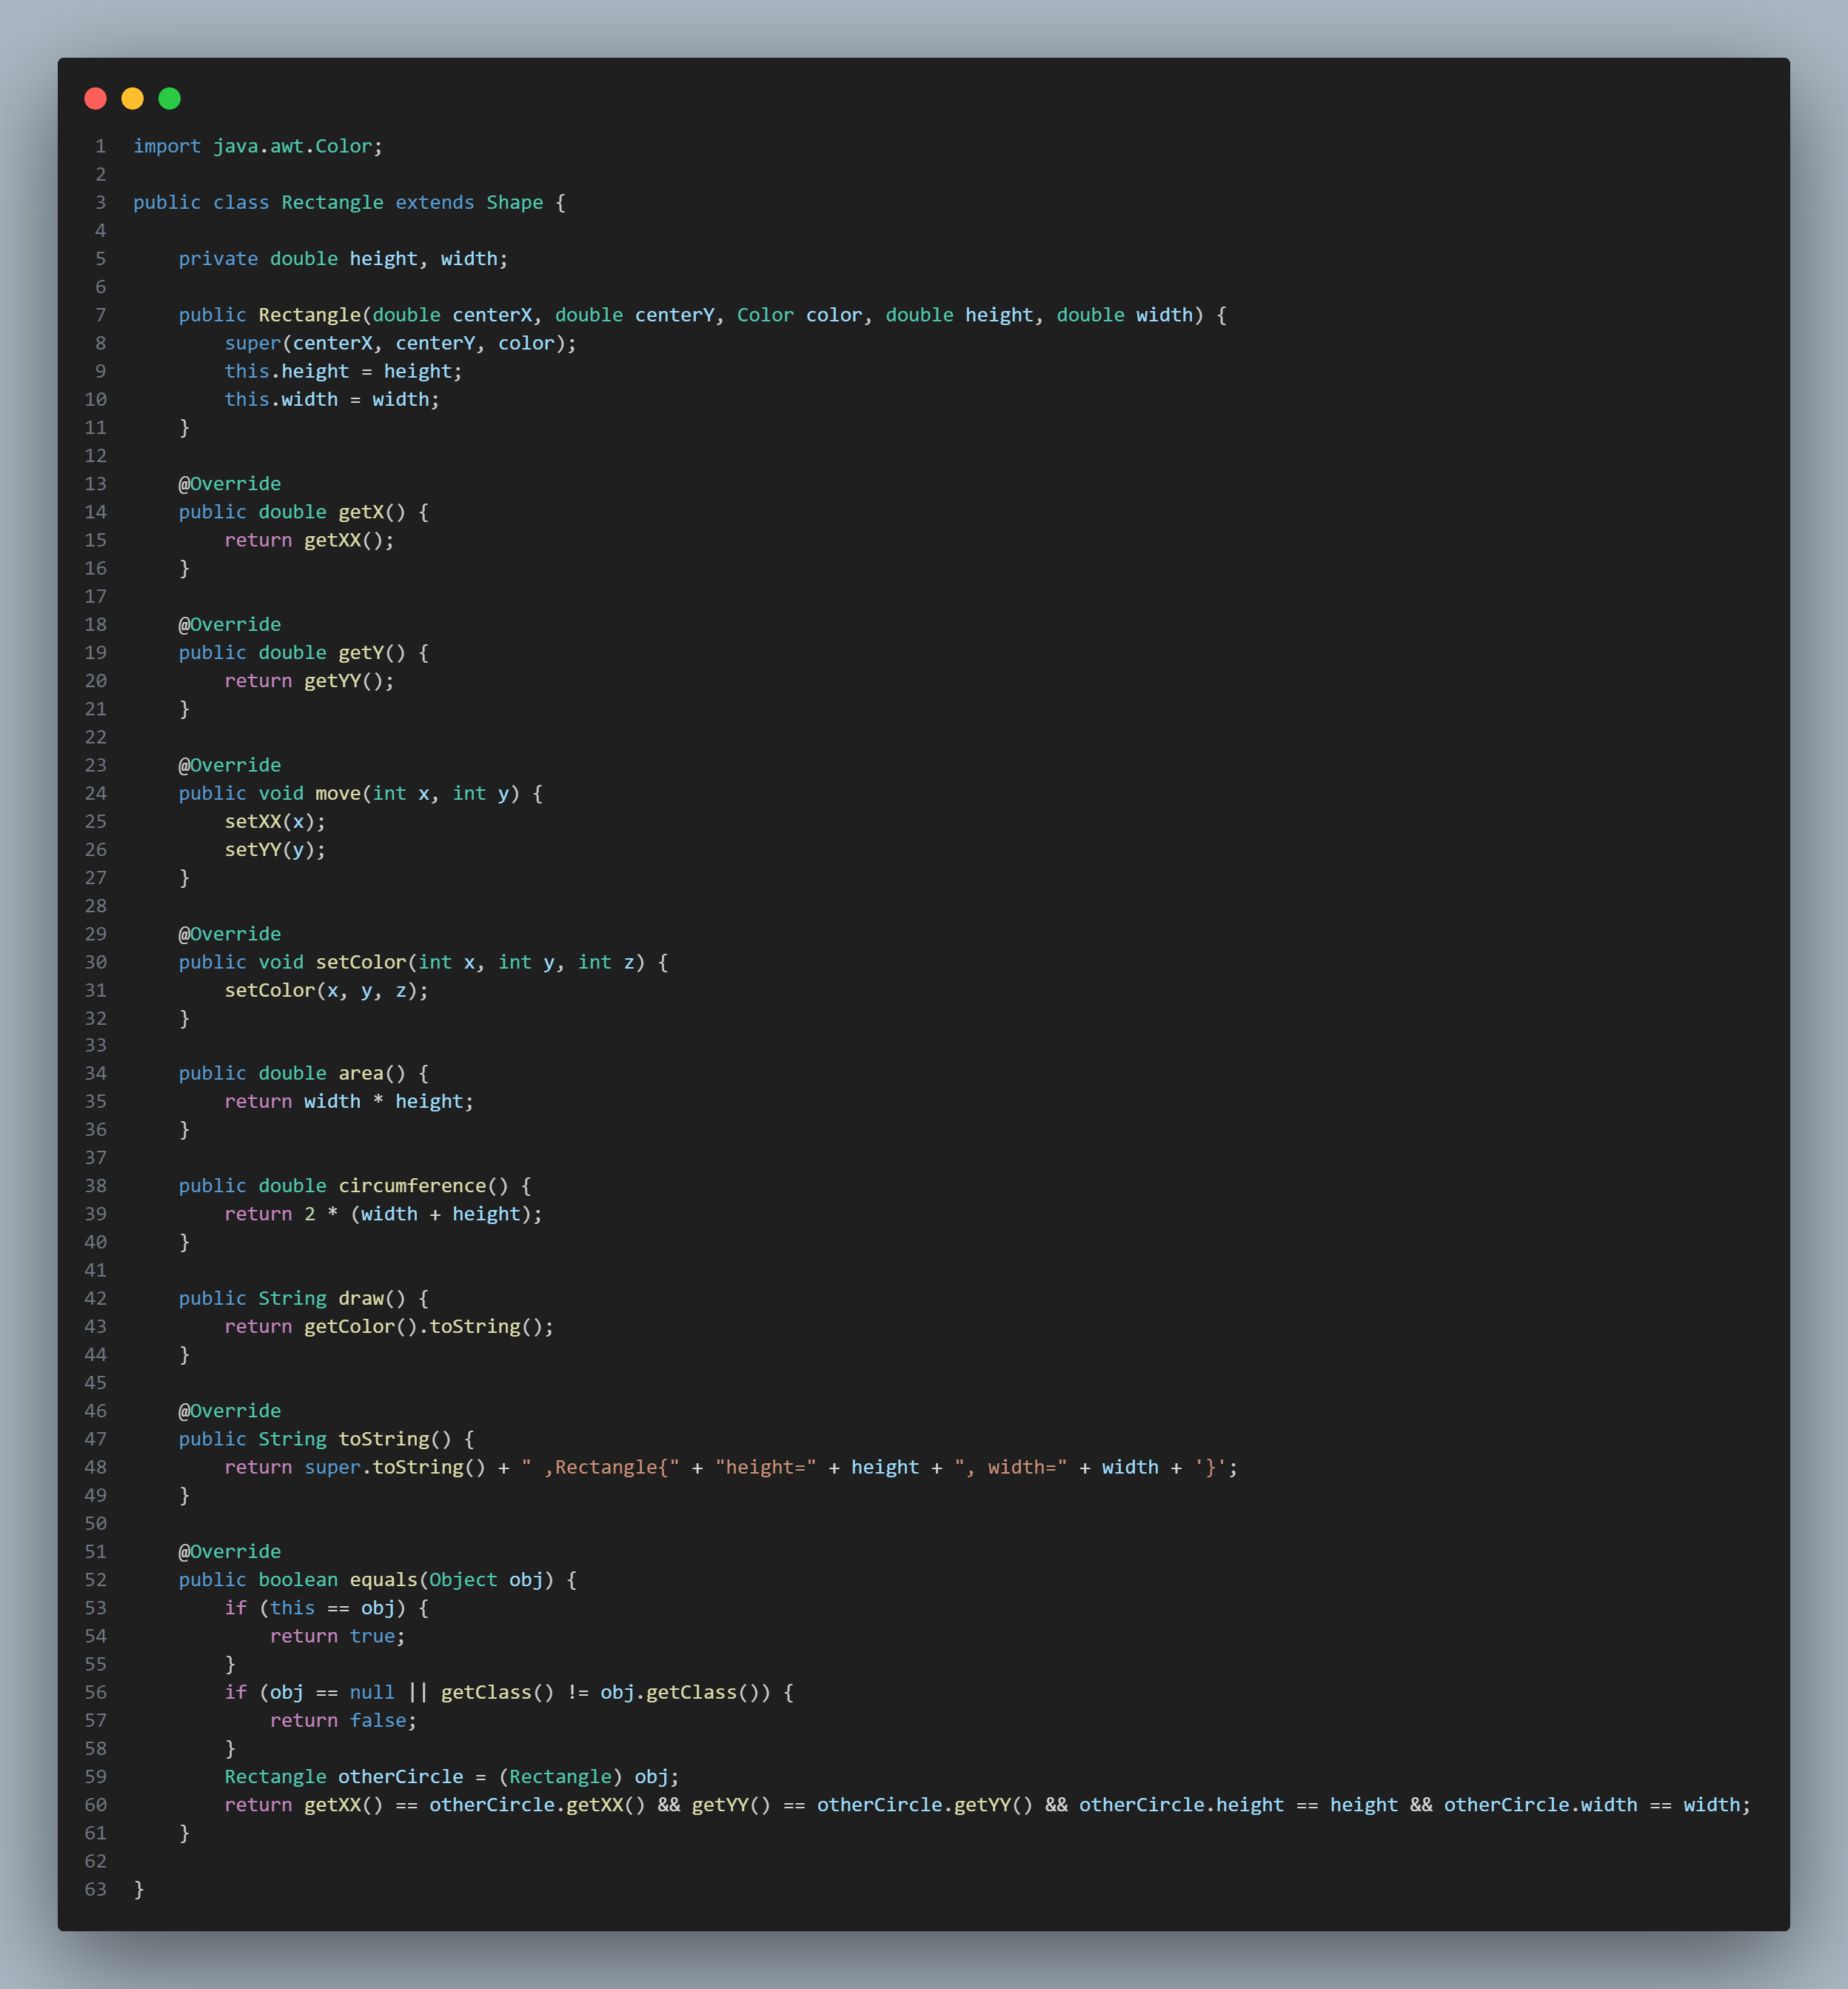 1 import java.awt.Color;
2
3 public class Rectangle extends Shape {
4
5     private double height, width;
6
7     public Rectangle(double centerX, double centerY, Color color, double height, double width) {
8         super(centerX, centerY, color);
9         this.height = height;
10         this.width = width;
11     }
12
13     @Override
14     public double getX() {
15         return getXX();
16     }
17
18     @Override
19     public double getY() {
20         return getYY();
21     }
22
23     @Override
24     public void move(int x, int y) {
25         setXX(x);
26         setYY(y);
27     }
28
29     @Override
30     public void setColor(int x, int y, int z) {
31         setColor(x, y, z);
32     }
33
34     public double area() {
35         return width * height;
36     }
37
38     public double circumference() {
39         return 2 * (width + height);
40     }
41
42     public String draw() {
43         return getColor().toString();
44     }
45
46     @Override
47     public String toString() {
48         return super.toString() + " ,Rectangle{" + "height=" + height + ", width=" + width + '}';
49     }
50
51     @Override
52     public boolean equals(Object obj) {
53         if (this == obj) {
54             return true;
55         }
56         if (obj == null || getClass() != obj.getClass()) {
57             return false;
58         }
59         Rectangle otherCircle = (Rectangle) obj;
60         return getXX() == otherCircle.getXX() && getYY() == otherCircle.getYY() && otherCircle.height == height && otherCircle.width == width;
61     }
62
63 }